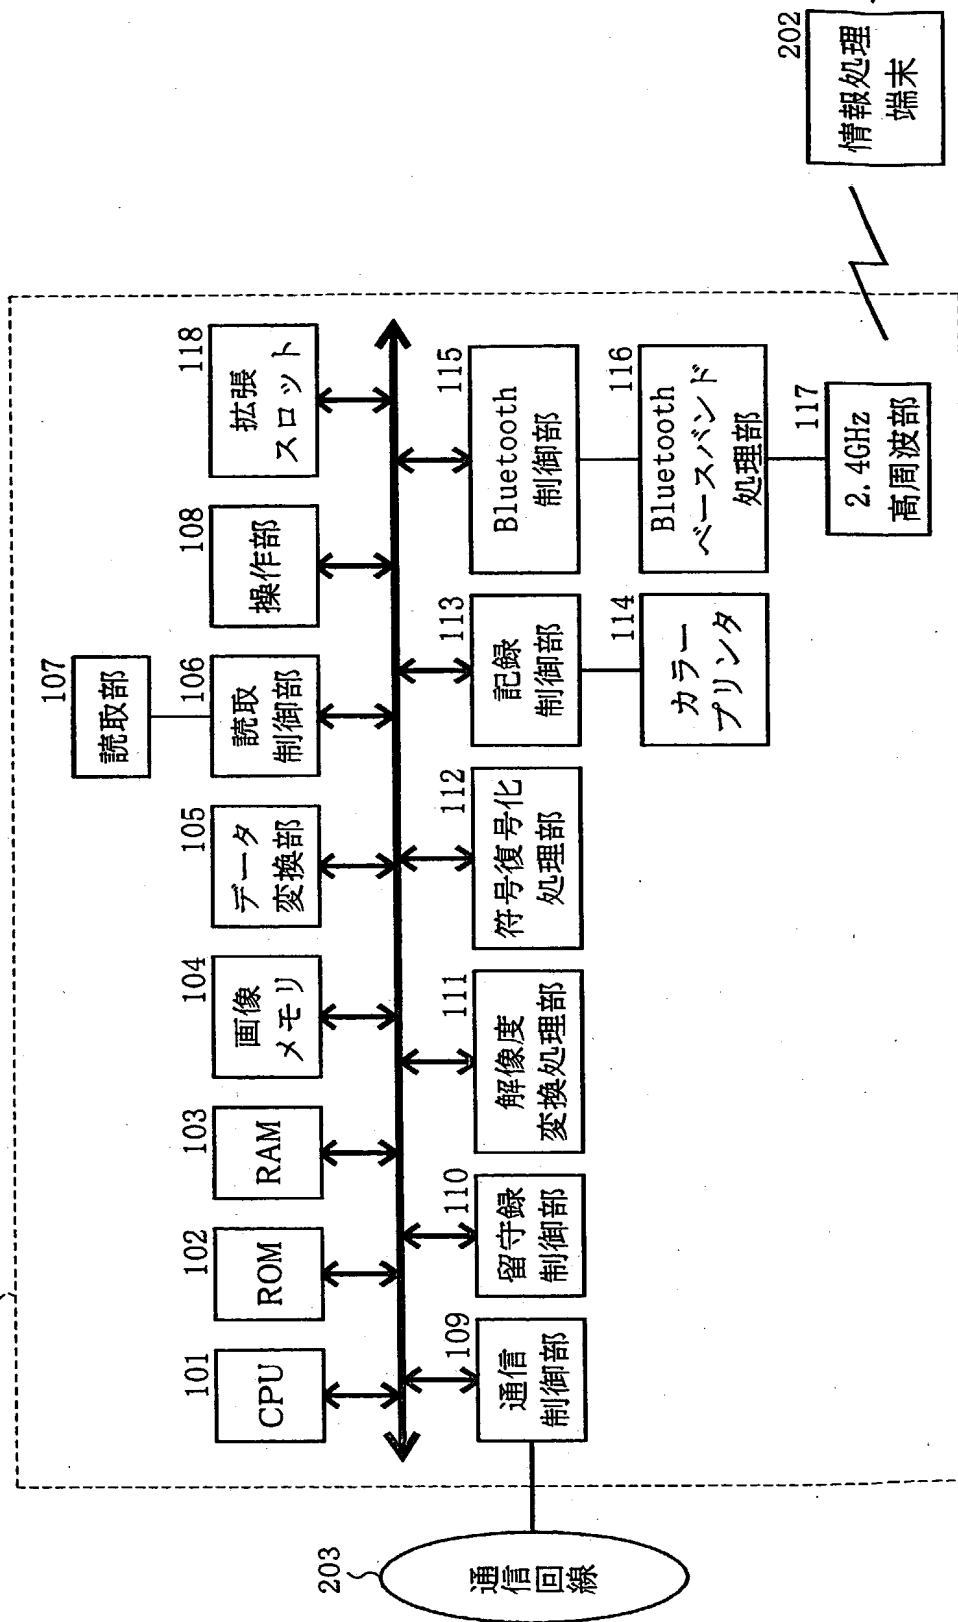 107
読取部
101
CPU
102
ROM
103
RAM
104
画像
メモリ
105
データ
変換部
106
読取
制御部
108
操作部
118
拡張
スロット
109
通信
制御部
110
留守録
制御部
111
解像度
変換処理部
112
符号復号化
処理部
113
記録
制御部
115
Bluetooth
制御部
203
通信回線
114
カラー
プリンタ
116
Bluetooth
ベースバンド
処理部
117
2.4GHz
高周波部
202
情報処理
端末